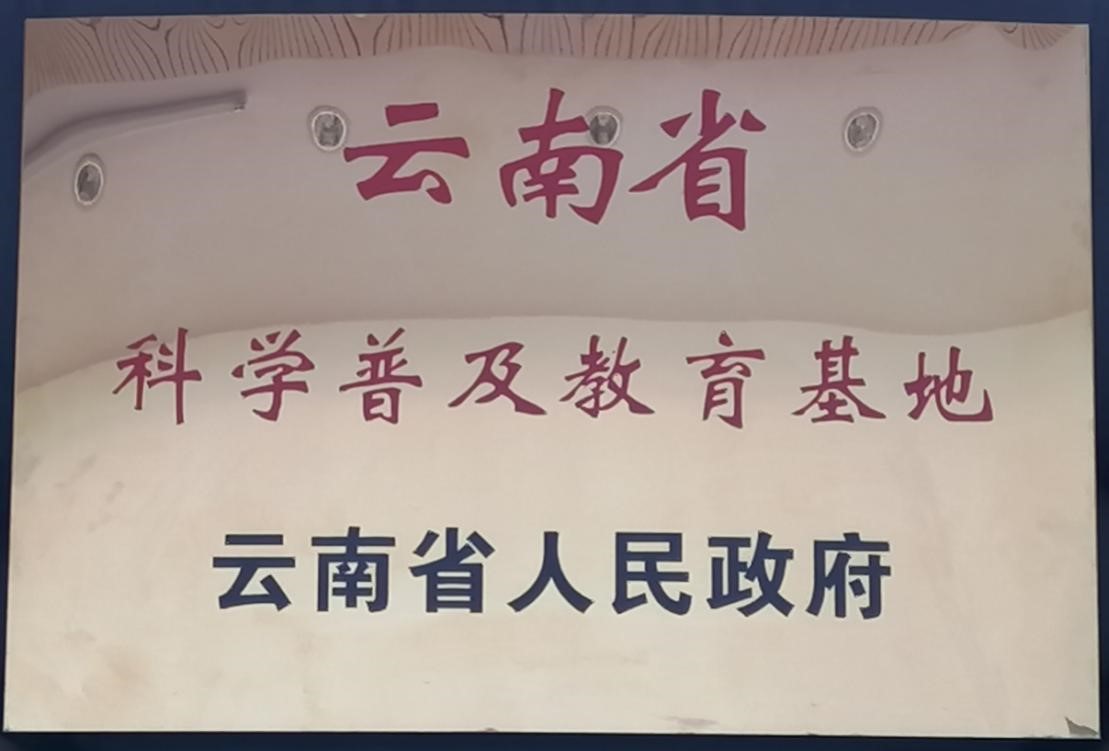 云南省
科学普及教育基地
云南省人民政府